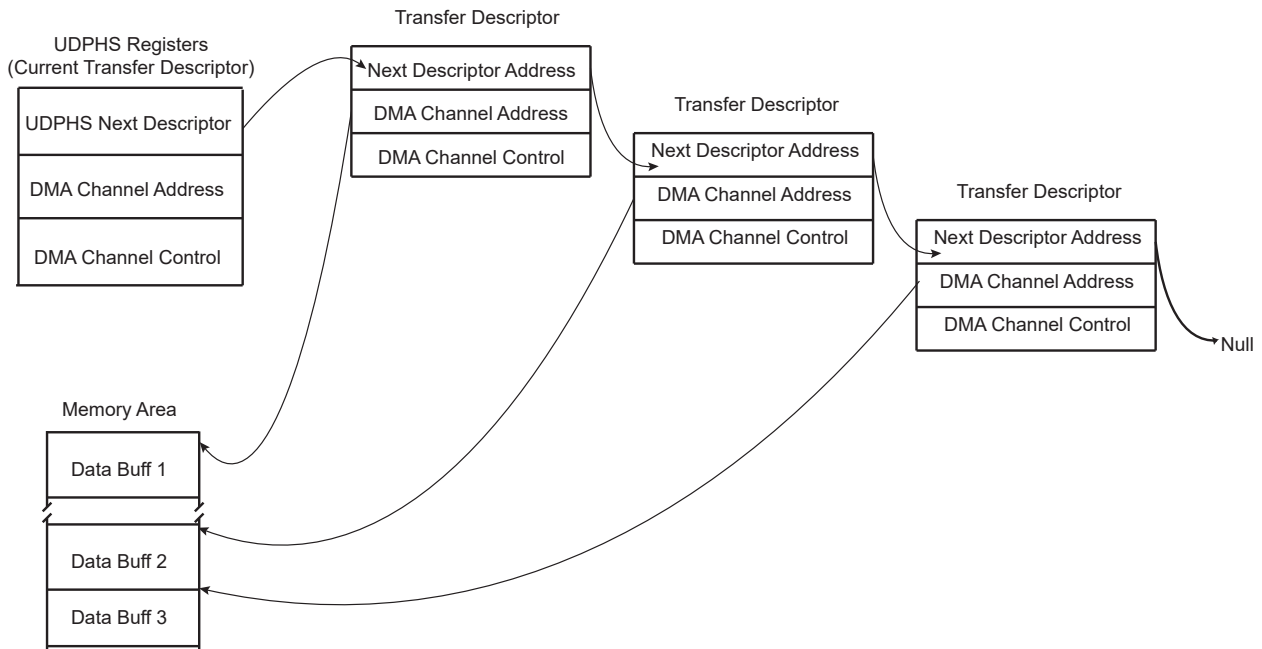 UDPHS Registers
(Current Transfer Descriptor)
UDPHS Next Descriptor
DMA Channel Address
DMA Channel Control
Transfer Descriptor
Next Descriptor Address
DMA Channel Address
DMA Channel Control
Transfer Descriptor
Next Descriptor Address
DMA Channel Address
DMA Channel Control
Transfer Descriptor
Next Descriptor Address
DMA Channel Address
DMA Channel Control
Null
Memory Area
Data Buff 1
Data Buff 2
Data Buff 3